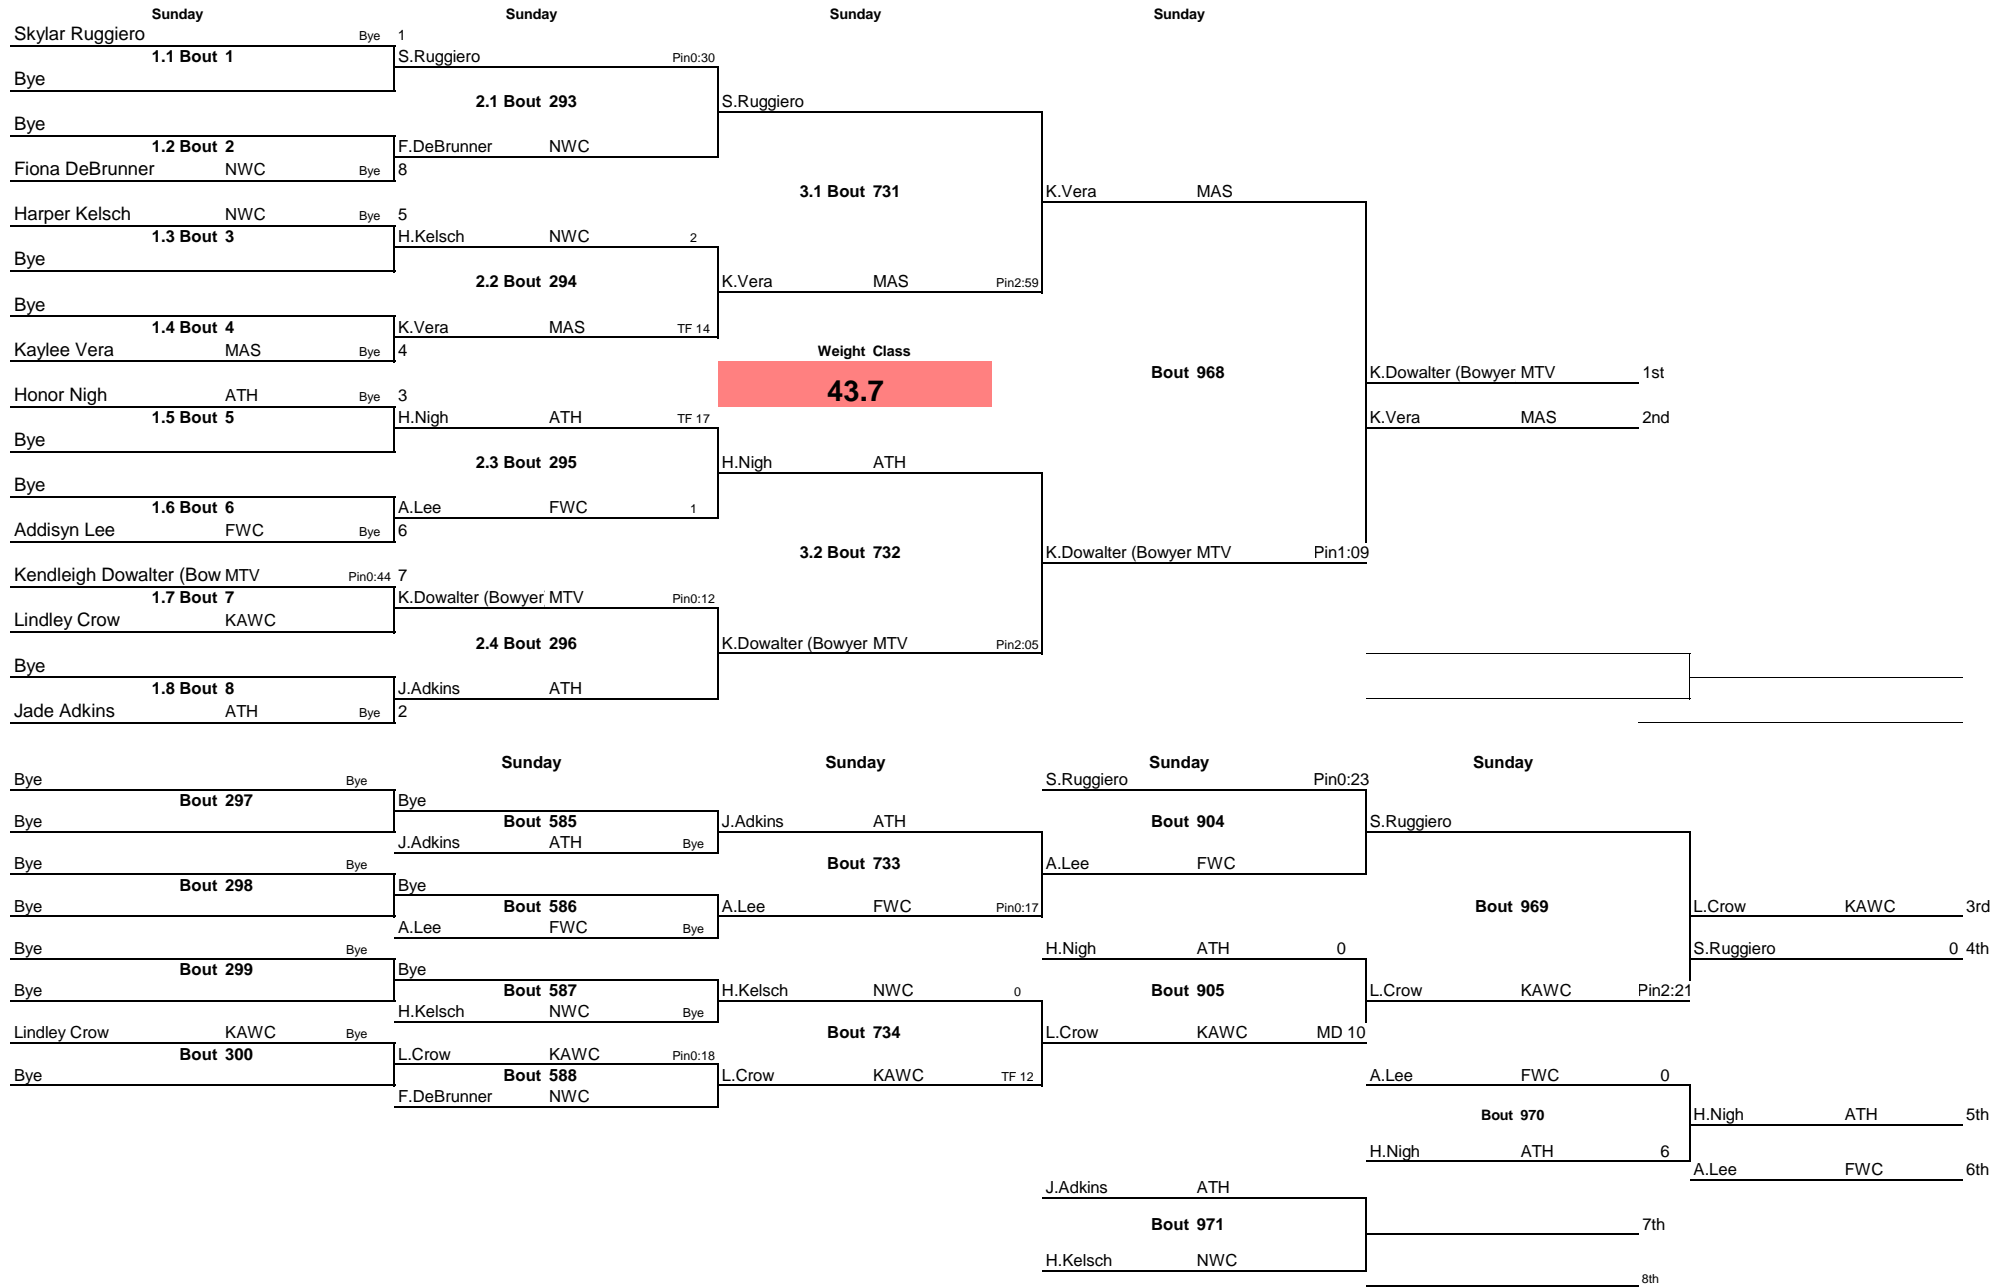 Sunday Sunday Sunday Sunday
Skylar Ruggiero Bye 1
1.1 Bout 1 S.Ruggiero Pin0:30
Bye
2.1 Bout 293 S.Ruggiero
Bye
1.2 Bout 2 F.DeBrunner NWC
Fiona DeBrunner NWC Bye 8
3.1 Bout 731 K.Vera MAS
Harper Kelsch NWC Bye 5
1.3 Bout 3 H.Kelsch NWC 2
Bye
2.2 Bout 294 K.Vera MAS Pin2:59
Bye
1.4 Bout 4 K.Vera MAS TF 14
Kaylee Vera MAS Bye 4 Weight Class
Bout 968 K.Dowalter (Bowyer MTV 1st
Honor Nigh ATH Bye 3 43.7
1.5 Bout 5 H.Nigh ATH TF 17 K.Vera MAS 2nd
Bye
2.3 Bout 295 H.Nigh ATH
Bye
1.6 Bout 6 A.Lee FWC 1
Addisyn Lee FWC Bye 6
3.2 Bout 732 K.Dowalter (Bowyer MTV Pin1:09
Kendleigh Dowalter (Bow MTV Pin0:44 7
1.7 Bout 7 K.Dowalter (Bowyer MTV Pin0:12
Lindley Crow KAWC
2.4 Bout 296 K.Dowalter (Bowyer MTV Pin2:05
Bye
1.8 Bout 8 J.Adkins ATH
Jade Adkins ATH Bye 2
Sunday Sunday Sunday Sunday
Bye Bye S.Ruggiero Pin0:23
Bout 297 Bye
Bye Bout 585 J.Adkins ATH Bout 904 S.Ruggiero
J.Adkins ATH Bye
Bye Bye Bout 733 A.Lee FWC
Bout 298 Bye
Bye Bout 586 A.Lee FWC Pin0:17 Bout 969 L.Crow KAWC 3rd
A.Lee FWC Bye
Bye Bye H.Nigh ATH 0 S.Ruggiero 0 4th
Bout 299 Bye
Bye Bout 587 H.Kelsch NWC 0 Bout 905 L.Crow KAWC Pin2:21
H.Kelsch NWC Bye
Lindley Crow KAWC Bye Bout 734 L.Crow KAWC MD 10
Bout 300 L.Crow KAWC Pin0:18
Bye Bout 588 L.Crow KAWC TF 12 A.Lee FWC 0
F.DeBrunner NWC
Bout 970 H.Nigh ATH 5th
H.Nigh ATH 6
A.Lee FWC 6th
J.Adkins ATH
Bout 971 7th
H.Kelsch NWC
8th